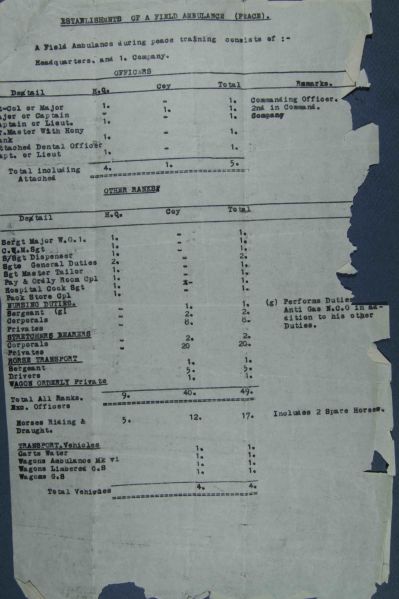 ESTABLISHMENTS OF A FIELD AMBULANCE (PEACE).
A Field Ambulance during peace training consists of :-
Headquarters. and 1. Company.
OFFICERS
Detail H.Q. Coy Total Remarks.
t-Col or Major 1. - 1. Commanding Officer.
ajor or Captain - 1. 1. 2nd in Command.
aptain or Lieut. 1. - 1. Company
r.Master With Hony
ank 1. - 1.
ttached Dental Officer
apt. or Lieut 1. - 1.
Total including
Attached 4. 1. 5.
OTHER RANKS
Detail H.Q. Coy Total
Sergt Major W.O.1. 1. - 1.
C.Q.M.Sgt 1. - 1.
S/Sgt Dispenser 1. - 1.
Sgts General Duties 2. - 2.
Sgt Master Tailor 1. - 1.
Pay & Ordly Room Cpl 1. - 1.
Hospital Cook Sgt 1. - 1.
Pack Store Cpl 1. - 1.
NURSING DUTIES.
Sergeant (g) - 1. 1. (g) Performs Duties
Corporals - 2. 2. Anti Gas N.C.O in ad-
Privates - 8. 8. dition to his other
Duties.
STRETCHERS BEARERS
Corporals - 2. 2.
Privates - 20. 20.
HORSE TRANSPORT
Sergeant 1. 1.
Drivers 5. 5.
WAGON ORDERLY Private 1. 1.
Total All Ranks. 9. 40. 49.
Exc. Officers
Horses Riding & 5. 12. 17. Includes 2 Spare Horses.
Draught.
TRANSPORT.Vehicles
Carts Water 1. 1.
Wagons Ambulance Mk vi 1. 1.
Wagons Limbered G.S 1. 1.
Wagons G.S 1. 1.
Total Vehicles 4. 4.